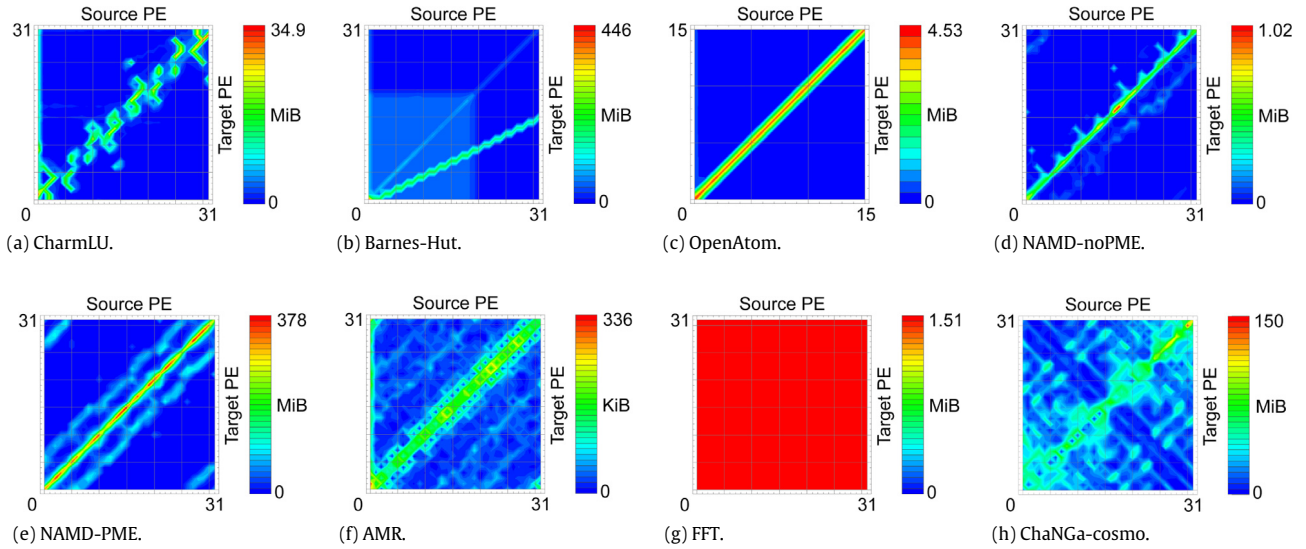 Source PE
31
34.9
MiB
Target PE
0
0
31
(a) CharmLU.
Source PE
31
446
MiB
Target PE
0
0
31
(b) Barnes-Hut.
Source PE
15
4.53
MiB
Target PE
0
0
15
(c) OpenAtom.
Source PE
31
1.02
MiB
Target PE
0
0
31
(d) NAMD-noPME.
Source PE
31
378
MiB
Target PE
0
0
31
(e) NAMD-PME.
Source PE
31
336
KiB
Target PE
0
0
31
(f) AMR.
Source PE
31
1.51
MiB
Target PE
0
0
31
(g) FFT.
Source PE
31
150
MiB
Target PE
0
0
31
(h) ChaNGa-cosmo.